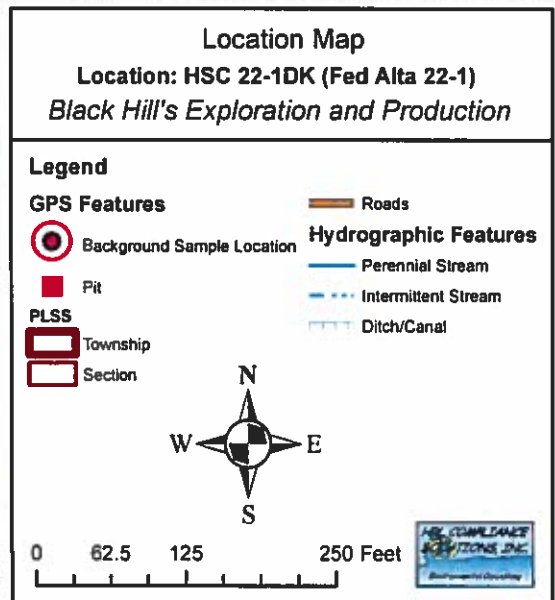 Location Map
Location: HSC 22-1DK (Fed Alta 22-1)
Black Hill's Exploration and Production
Legend
GPS Features
Background Sample Location
Pit
PLSS
Township
Section
Roads
Hydrographic Features
Perennial Stream
Intermittent Stream
Ditch/Canal
N
W E
S
0 62.5 125 250 Feet
COMPLIANCE
INC.